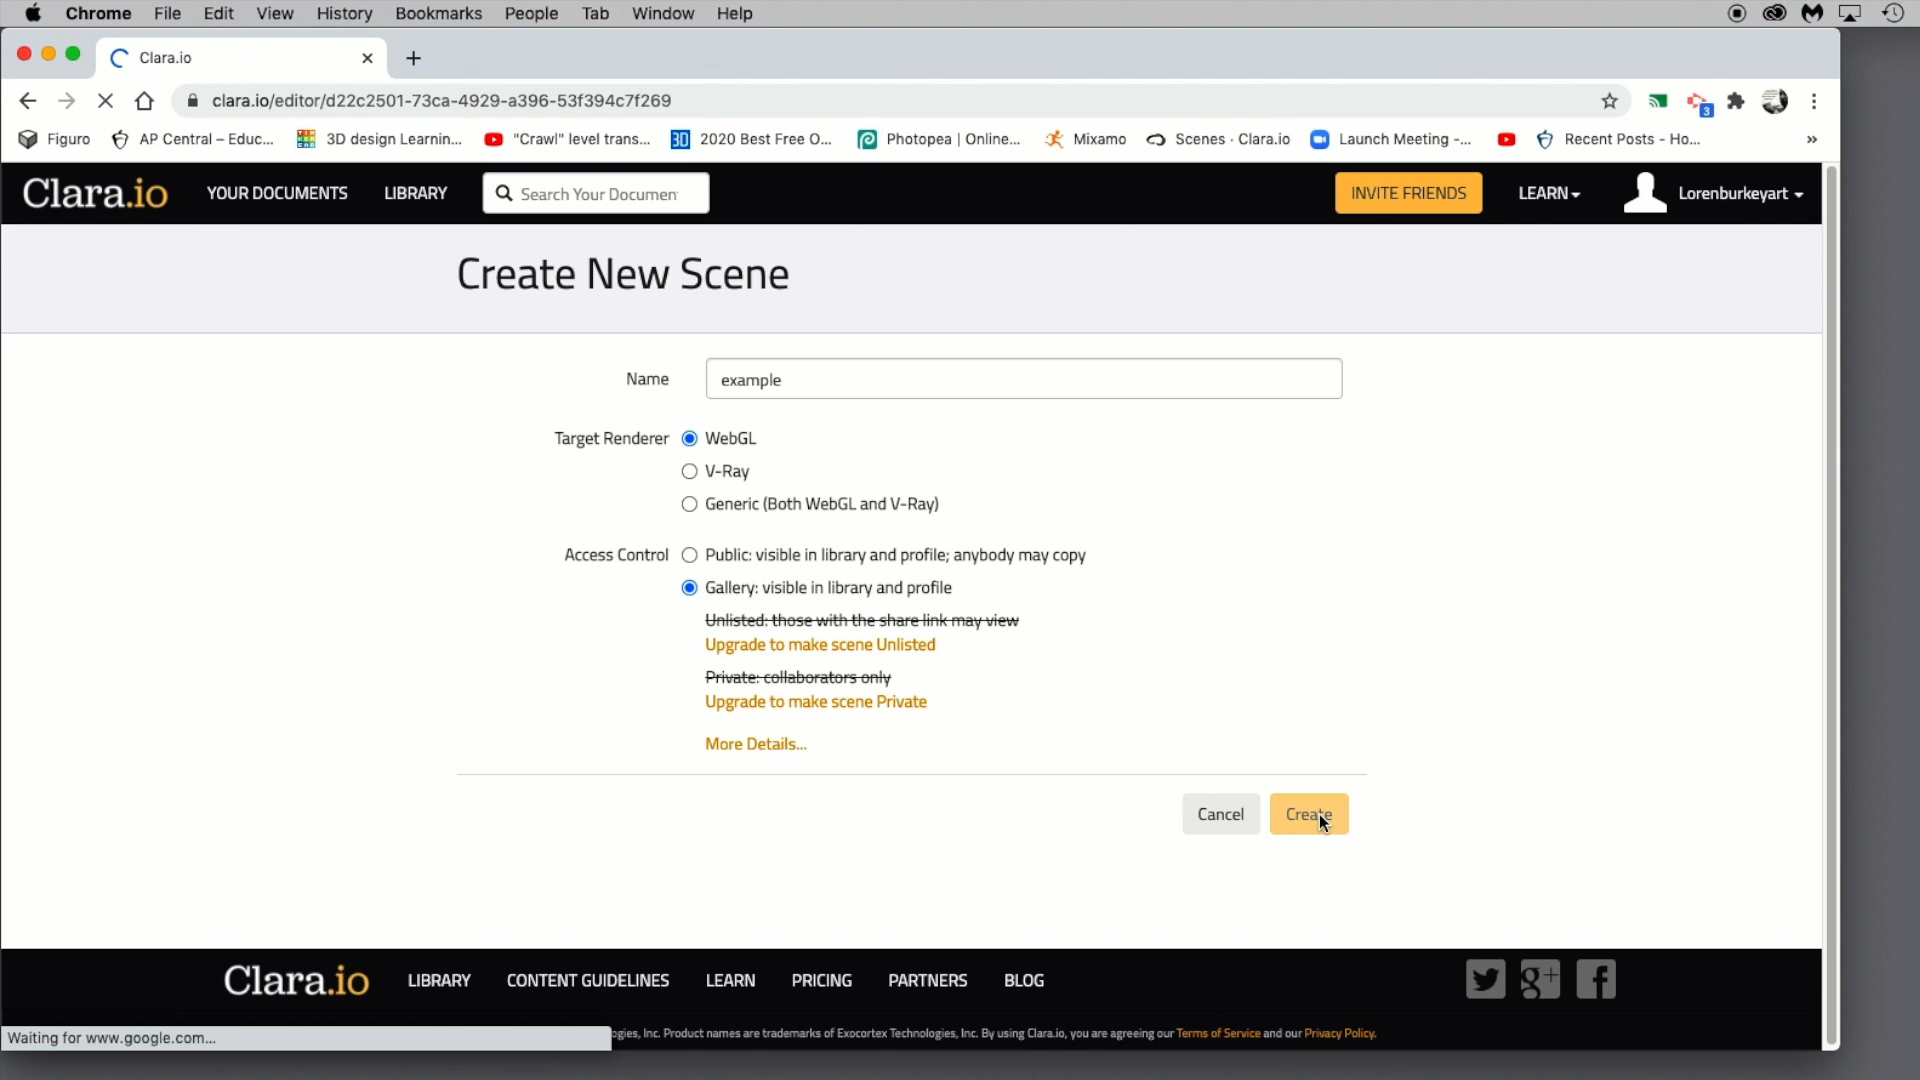 Chrome File Edit View History Bookmarks People Tab Window Help
Clara.io
clara.io/editor/d22c2501-73ca-4929-a396-53f394c7f269
3
Figuro AP Central – Educ... 3D design Learnin... "Crawl" level trans... 3D 2020 Best Free O... Photopea | Online... Mixamo Scenes · Clara.io Launch Meeting -... Recent Posts - Ho... »
Clara.io YOUR DOCUMENTS LIBRARY Search Your Documen INVITE FRIENDS LEARN Lorenburkeyart
Create New Scene
Name example
Target Renderer WebGL
V-Ray
Generic (Both WebGL and V-Ray)
Access Control Public: visible in library and profile; anybody may copy
Gallery: visible in library and profile
Unlisted: those with the share link may view
Upgrade to make scene Unlisted
Private: collaborators only
Upgrade to make scene Private
More Details...
Cancel Create
Clara.io LIBRARY CONTENT GUIDELINES LEARN PRICING PARTNERS BLOG g+ f
Waiting for www.google.com... Inc. Product names are trademarks of Exocortex Technologies, Inc. By using Clara.io, you are agreeing our Terms of Service and our Privacy Policy.